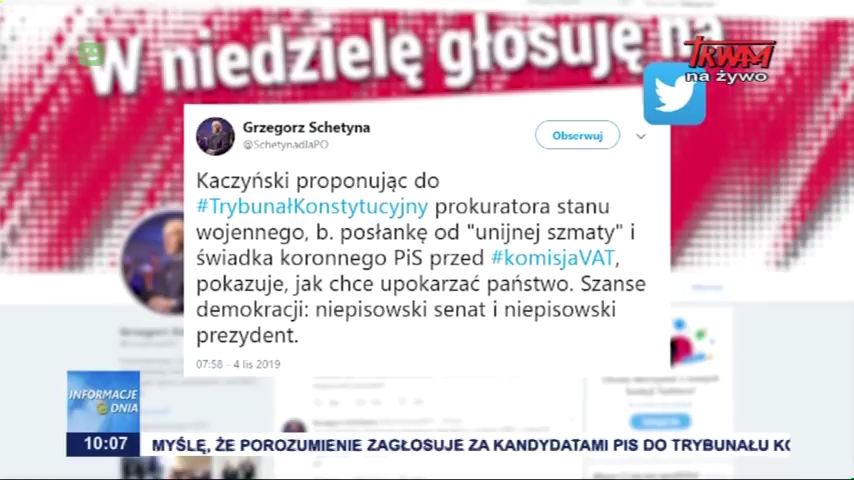 W niedzielę głosuję na
TRWAM
na żywo
Grzegorz Schetyna
@SchetynadlaPO
Obserwuj
Kaczyński proponując do
#TrybunałKonstytucyjny prokuratora stanu
wojennego, b. posłankę od "unijnej szmaty" i
świadka koronnego PiS przed #komisjaVAT,
pokazuje, jak chce upokarzać państwo. Szanse
demokracji: niepisowski senat i niepisowski
prezydent.
07:58 - 4 lis 2019
INFORMACJE
DNIA
10:07 MYŚLĘ, ŻE POROZUMIENIE ZAGŁOSUJE ZA KANDYDATAMI PIS DO TRYBUNAŁU KO